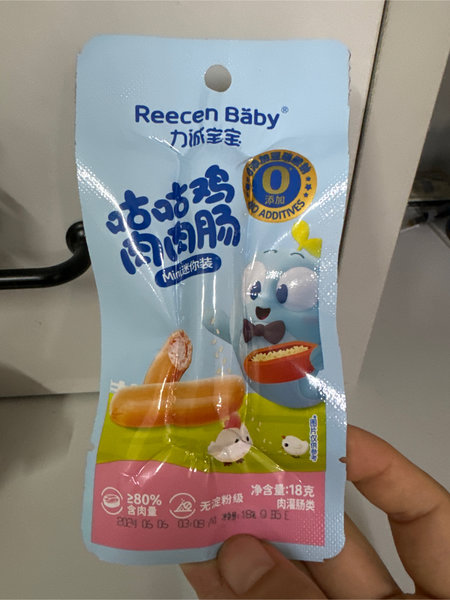 Reecen Băby®
力诚宝宝
0
添加
NO ADDITIVES
咕咕鸡
肉肉肠
Mini迷你装
*图片仅供参考
≥80%
含肉量
无淀粉级
净含量:18克
肉灌肠类
2024 06 06